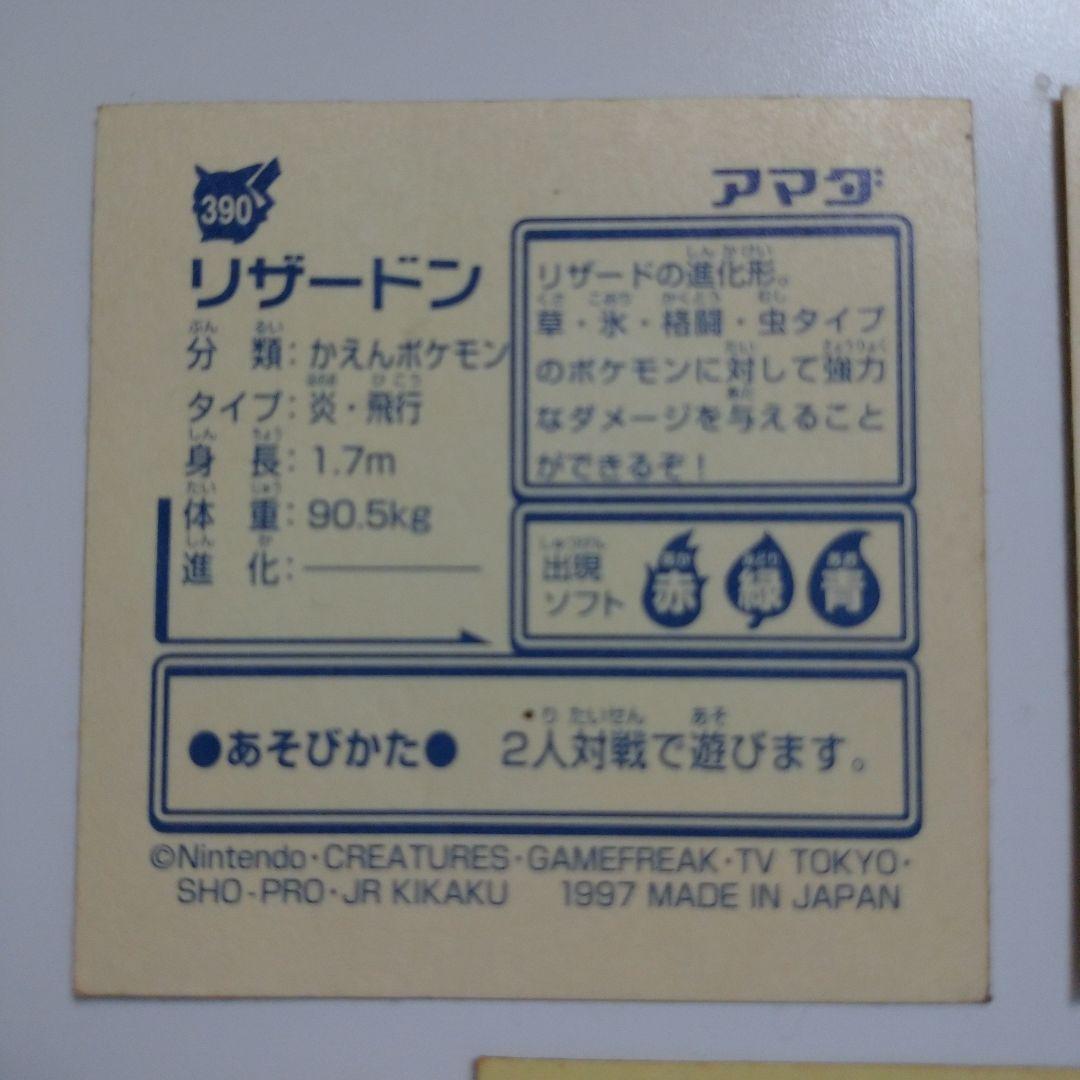 390
アマダ
リザードン
分類：かえんポケモン
タイプ：炎・飛行
身長：1.7m
体重：90.5kg
進化：
リザードの進化形。
草・氷・格闘・虫タイプ
のポケモンに対して強力
なダメージを与えること
ができるぞ！
出現
ソフト
赤 緑 青
●あそびかた● 2人対戦で遊びます。
©Nintendo・CREATURES・GAMEFREAK・TV TOKYO・
SHO-PRO・JR KIKAKU 1997 MADE IN JAPAN